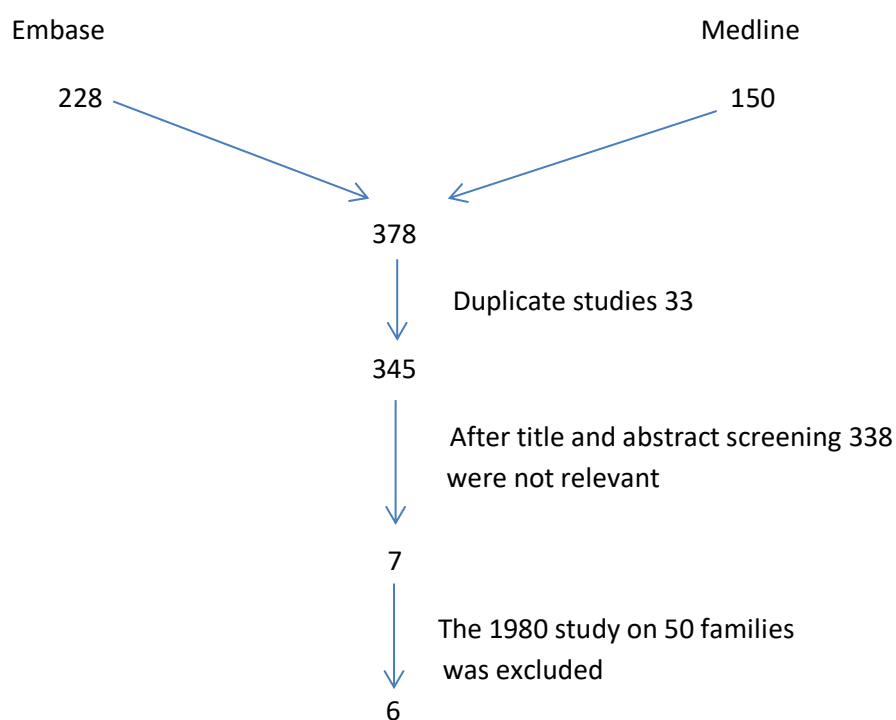 Embase
Medline
228
150
378
Duplicate studies 33
345
After title and abstract screening 338
were not relevant
7
The 1980 study on 50 families
was excluded
6